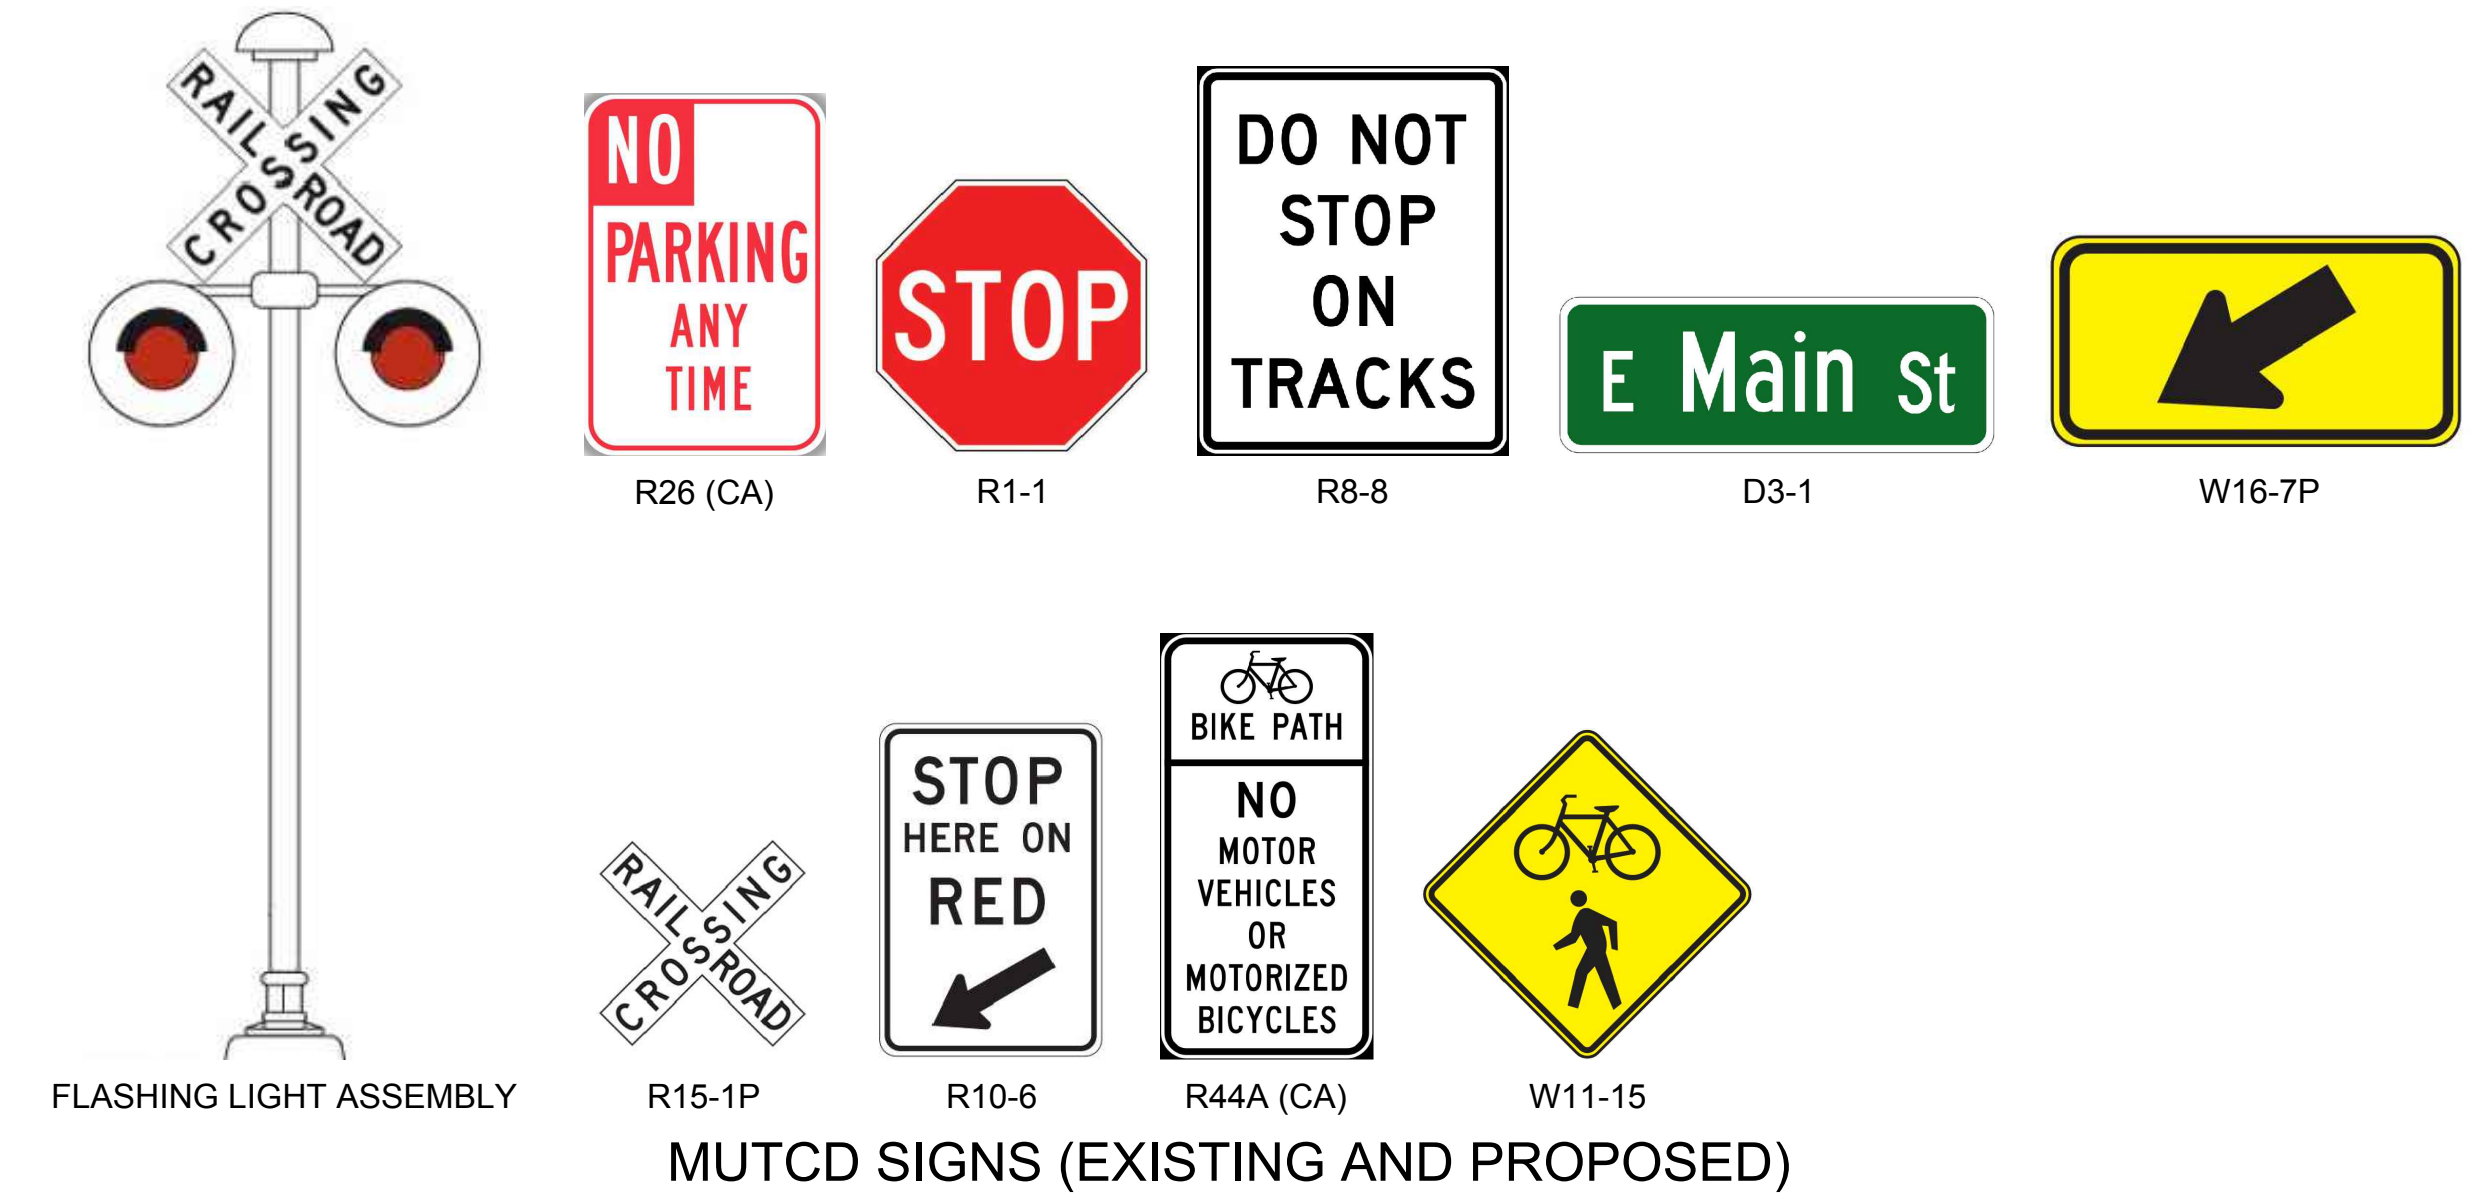 RAILROAD
CROSSING
NO
PARKING
ANY
TIME
R26 (CA)
STOP
R1-1
DO NOT
STOP
ON
TRACKS
R8-8
E Main St
D3-1
W16-7P
FLASHING LIGHT ASSEMBLY
RAILROAD
CROSSING
R15-1P
STOP
HERE ON
RED
R10-6
BIKE PATH
NO
MOTOR
VEHICLES
OR
MOTORIZED
BICYCLES
R44A (CA)
W11-15
MUTCD SIGNS (EXISTING AND PROPOSED)